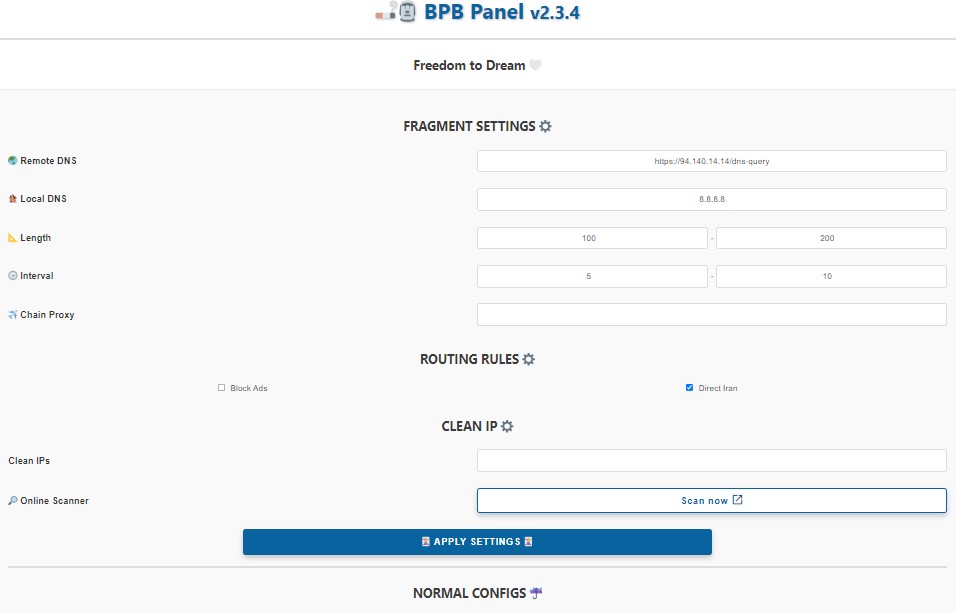 BPB Panel v2.3.4
Freedom to Dream
FRAGMENT SETTINGS
Remote DNS https://94.140.14.14/dns-query
Local DNS 8.8.8.8
Length 100 - 200
Interval 5 - 10
Chain Proxy
ROUTING RULES
Block Ads Direct Iran
CLEAN IP
Clean IPs
Online Scanner Scan now
APPLY SETTINGS
NORMAL CONFIGS